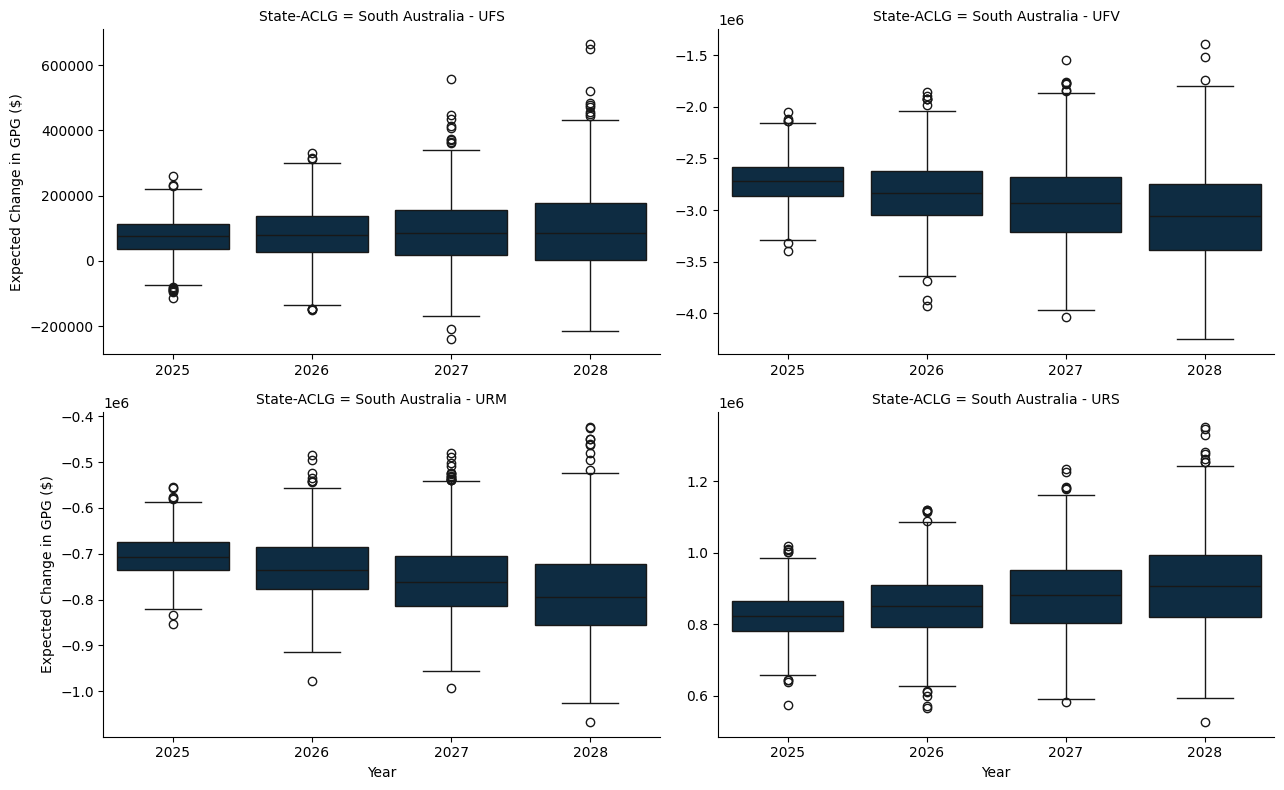 State-ACLG = South Australia - UFS
Expected Change in GPG ($)
600000
400000
200000
0
−200000
2025 2026 2027 2028
State-ACLG = South Australia - UFV
1e6
−1.5
−2.0
−2.5
−3.0
−3.5
−4.0
2025 2026 2027 2028
State-ACLG = South Australia - URM
1e6
Expected Change in GPG ($)
−0.4
−0.5
−0.6
−0.7
−0.8
−0.9
−1.0
2025 2026 2027 2028
Year
State-ACLG = South Australia - URS
1e6
1.2
1.0
0.8
0.6
2025 2026 2027 2028
Year